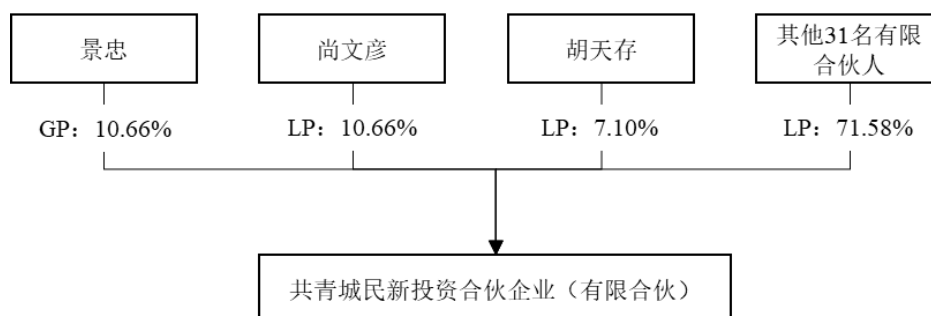 景忠
尚文彦
胡天存
其他31名有限
合伙人
GP：10.66%
LP：10.66%
LP：7.10%
LP：71.58%
共青城民新投资合伙企业（有限合伙）